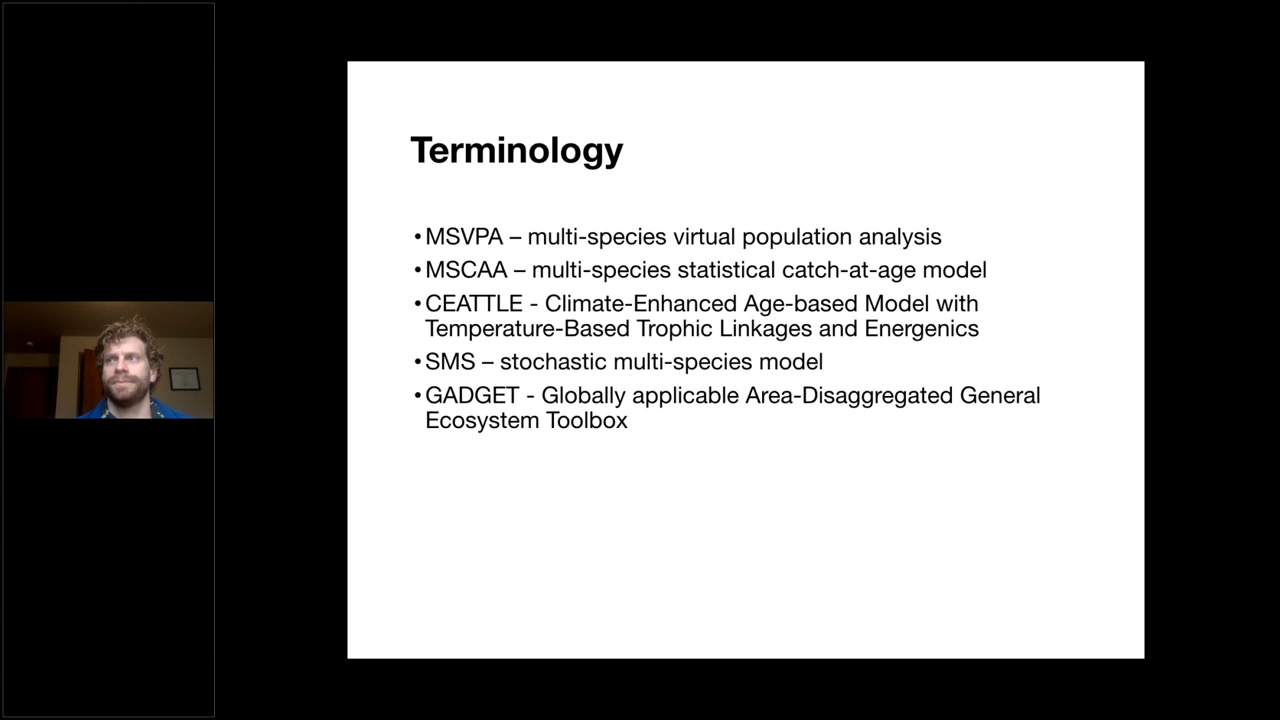 Terminology
• MSVPA – multi-species virtual population analysis
• MSCAA – multi-species statistical catch-at-age model
• CEATTLE - Climate-Enhanced Age-based Model with
Temperature-Based Trophic Linkages and Energenics
• SMS – stochastic multi-species model
• GADGET - Globally applicable Area-Disaggregated General
Ecosystem Toolbox